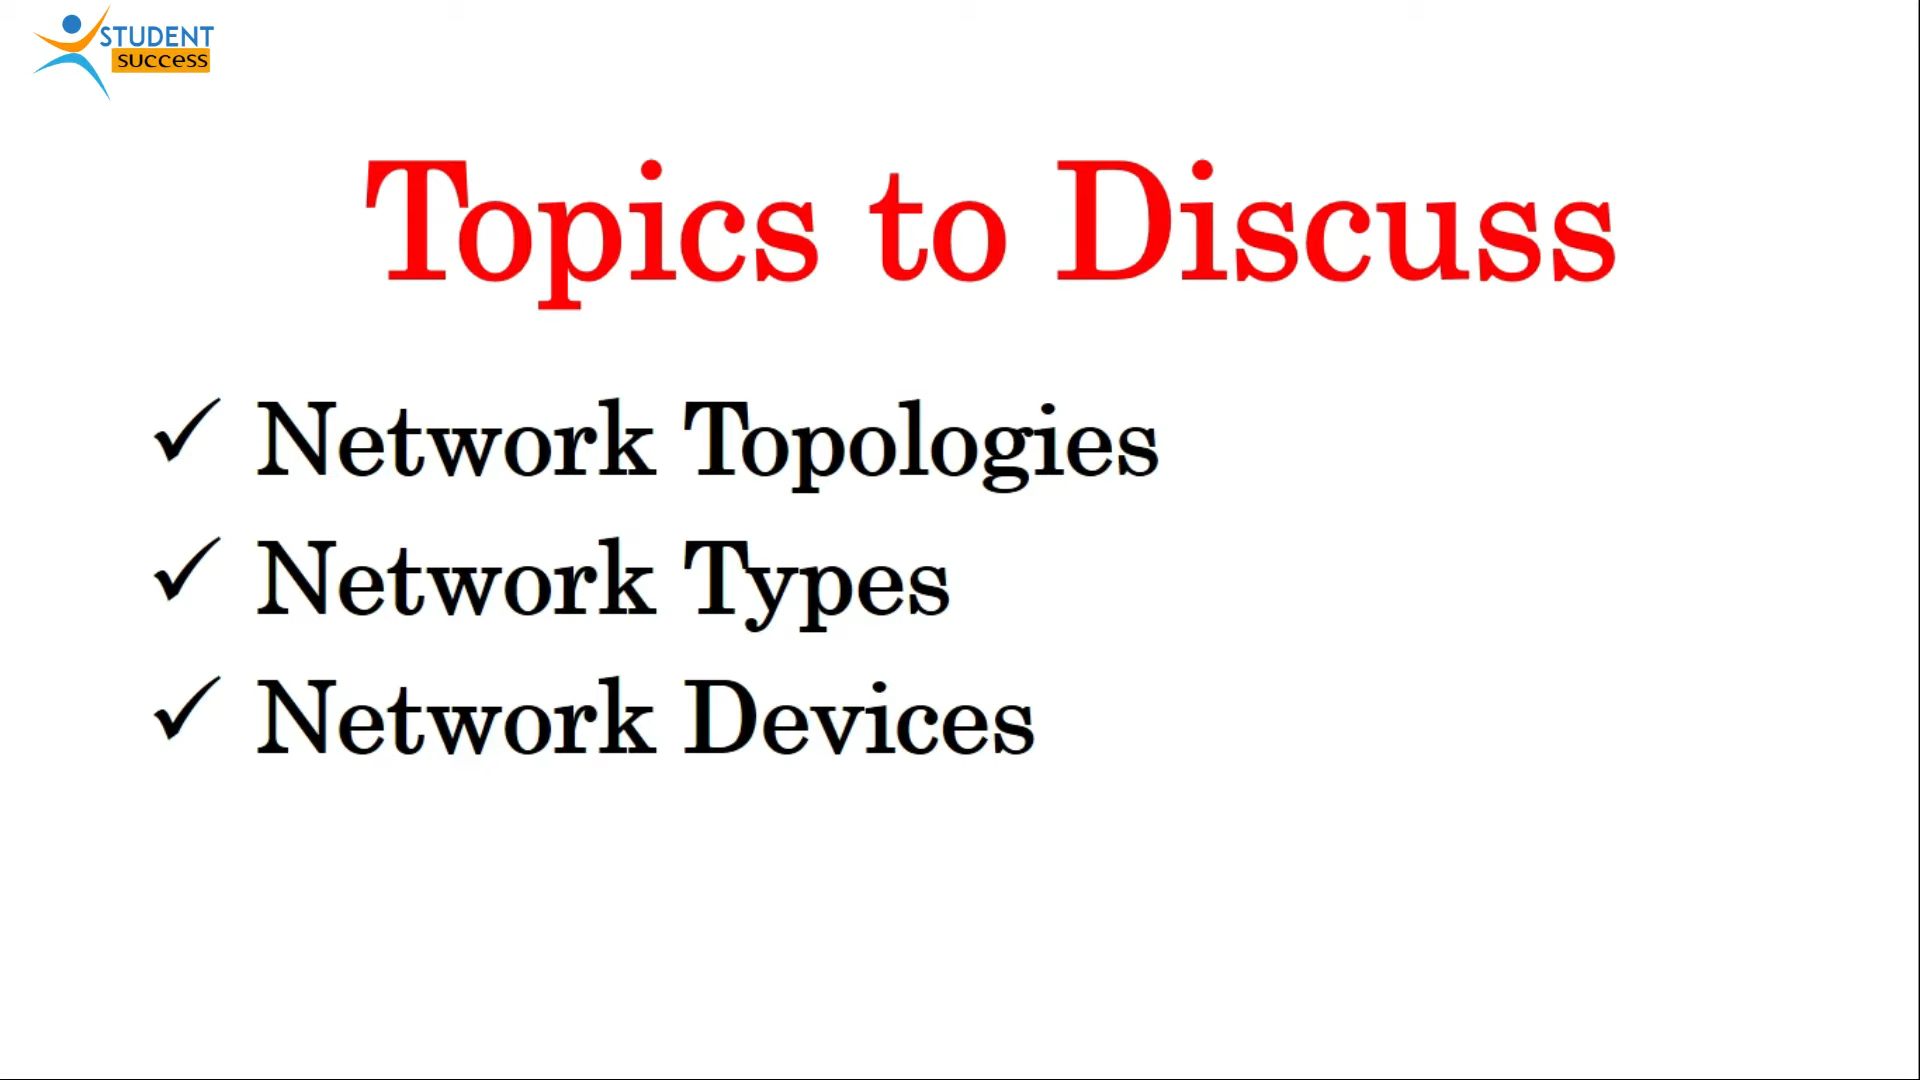 STUDENT
success
Topics to Discuss
✓ Network Topologies
✓ Network Types
✓ Network Devices